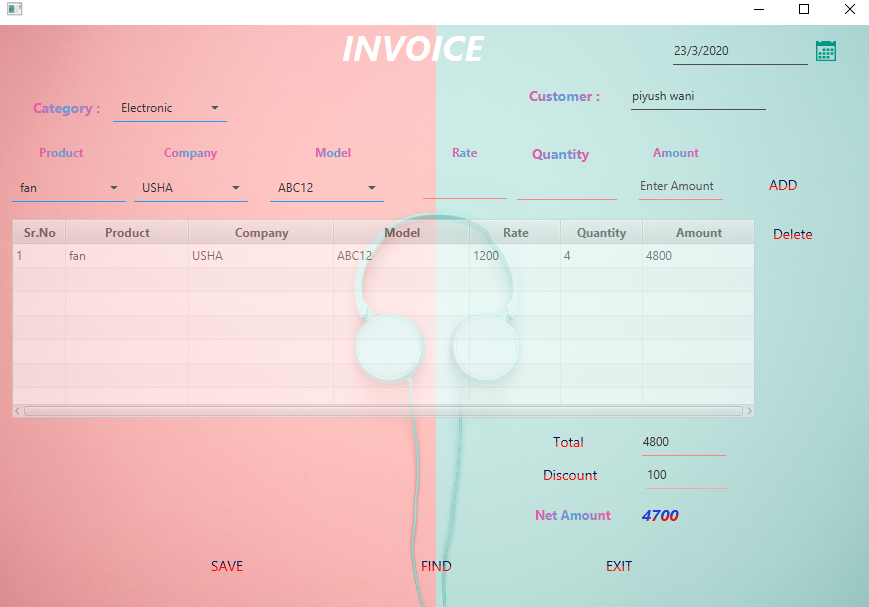 INVOICE
23/3/2020
Category : Electronic
Customer : piyush wani
Product Company Model Rate Quantity Amount
fan USHA ABC12 Enter Amount ADD
Sr.No Product Company Model Rate Quantity Amount
Delete
1 fan USHA ABC12 1200 4 4800
Total 4800
Discount 100
Net Amount 4700
SAVE FIND EXIT